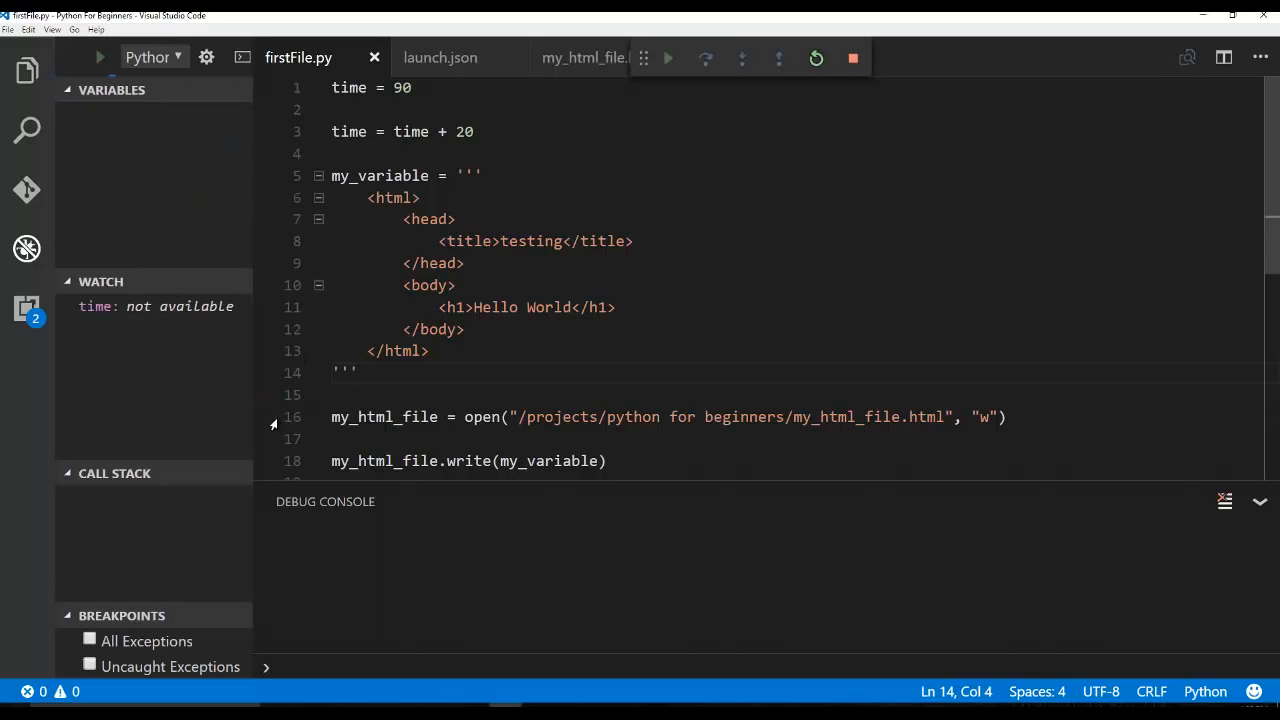 firstFile.py - Python For Beginners - Visual Studio Code
File Edit View Go Help
Python
firstFile.py
launch.json
my_html_file.
VARIABLES
WATCH
time: not available
CALL STACK
BREAKPOINTS
All Exceptions
Uncaught Exceptions
2
1 time = 90
2
3 time = time + 20
4
5 my_variable = '''
6 <html>
7 <head>
8 <title>testing</title>
9 </head>
10 <body>
11 <h1>Hello World</h1>
12 </body>
13 </html>
14 '''
15
16 my_html_file = open("/projects/python for beginners/my_html_file.html", "w")
17
18 my_html_file.write(my_variable)
DEBUG CONSOLE
0 0
Ln 14, Col 4 Spaces: 4 UTF-8 CRLF Python